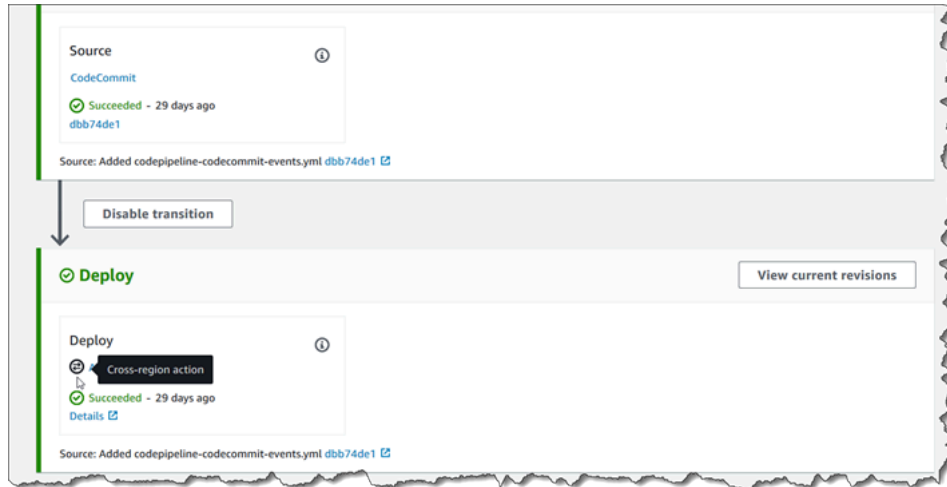 Source
CodeCommit
Succeeded - 29 days ago
dbb74de1
Source: Added codepipeline-codecommit-events.yml dbb74de1
Disable transition
Deploy
View current revisions
Deploy
Cross-region action
Succeeded - 29 days ago
Details
Source: Added codepipeline-codecommit-events.yml dbb74de1